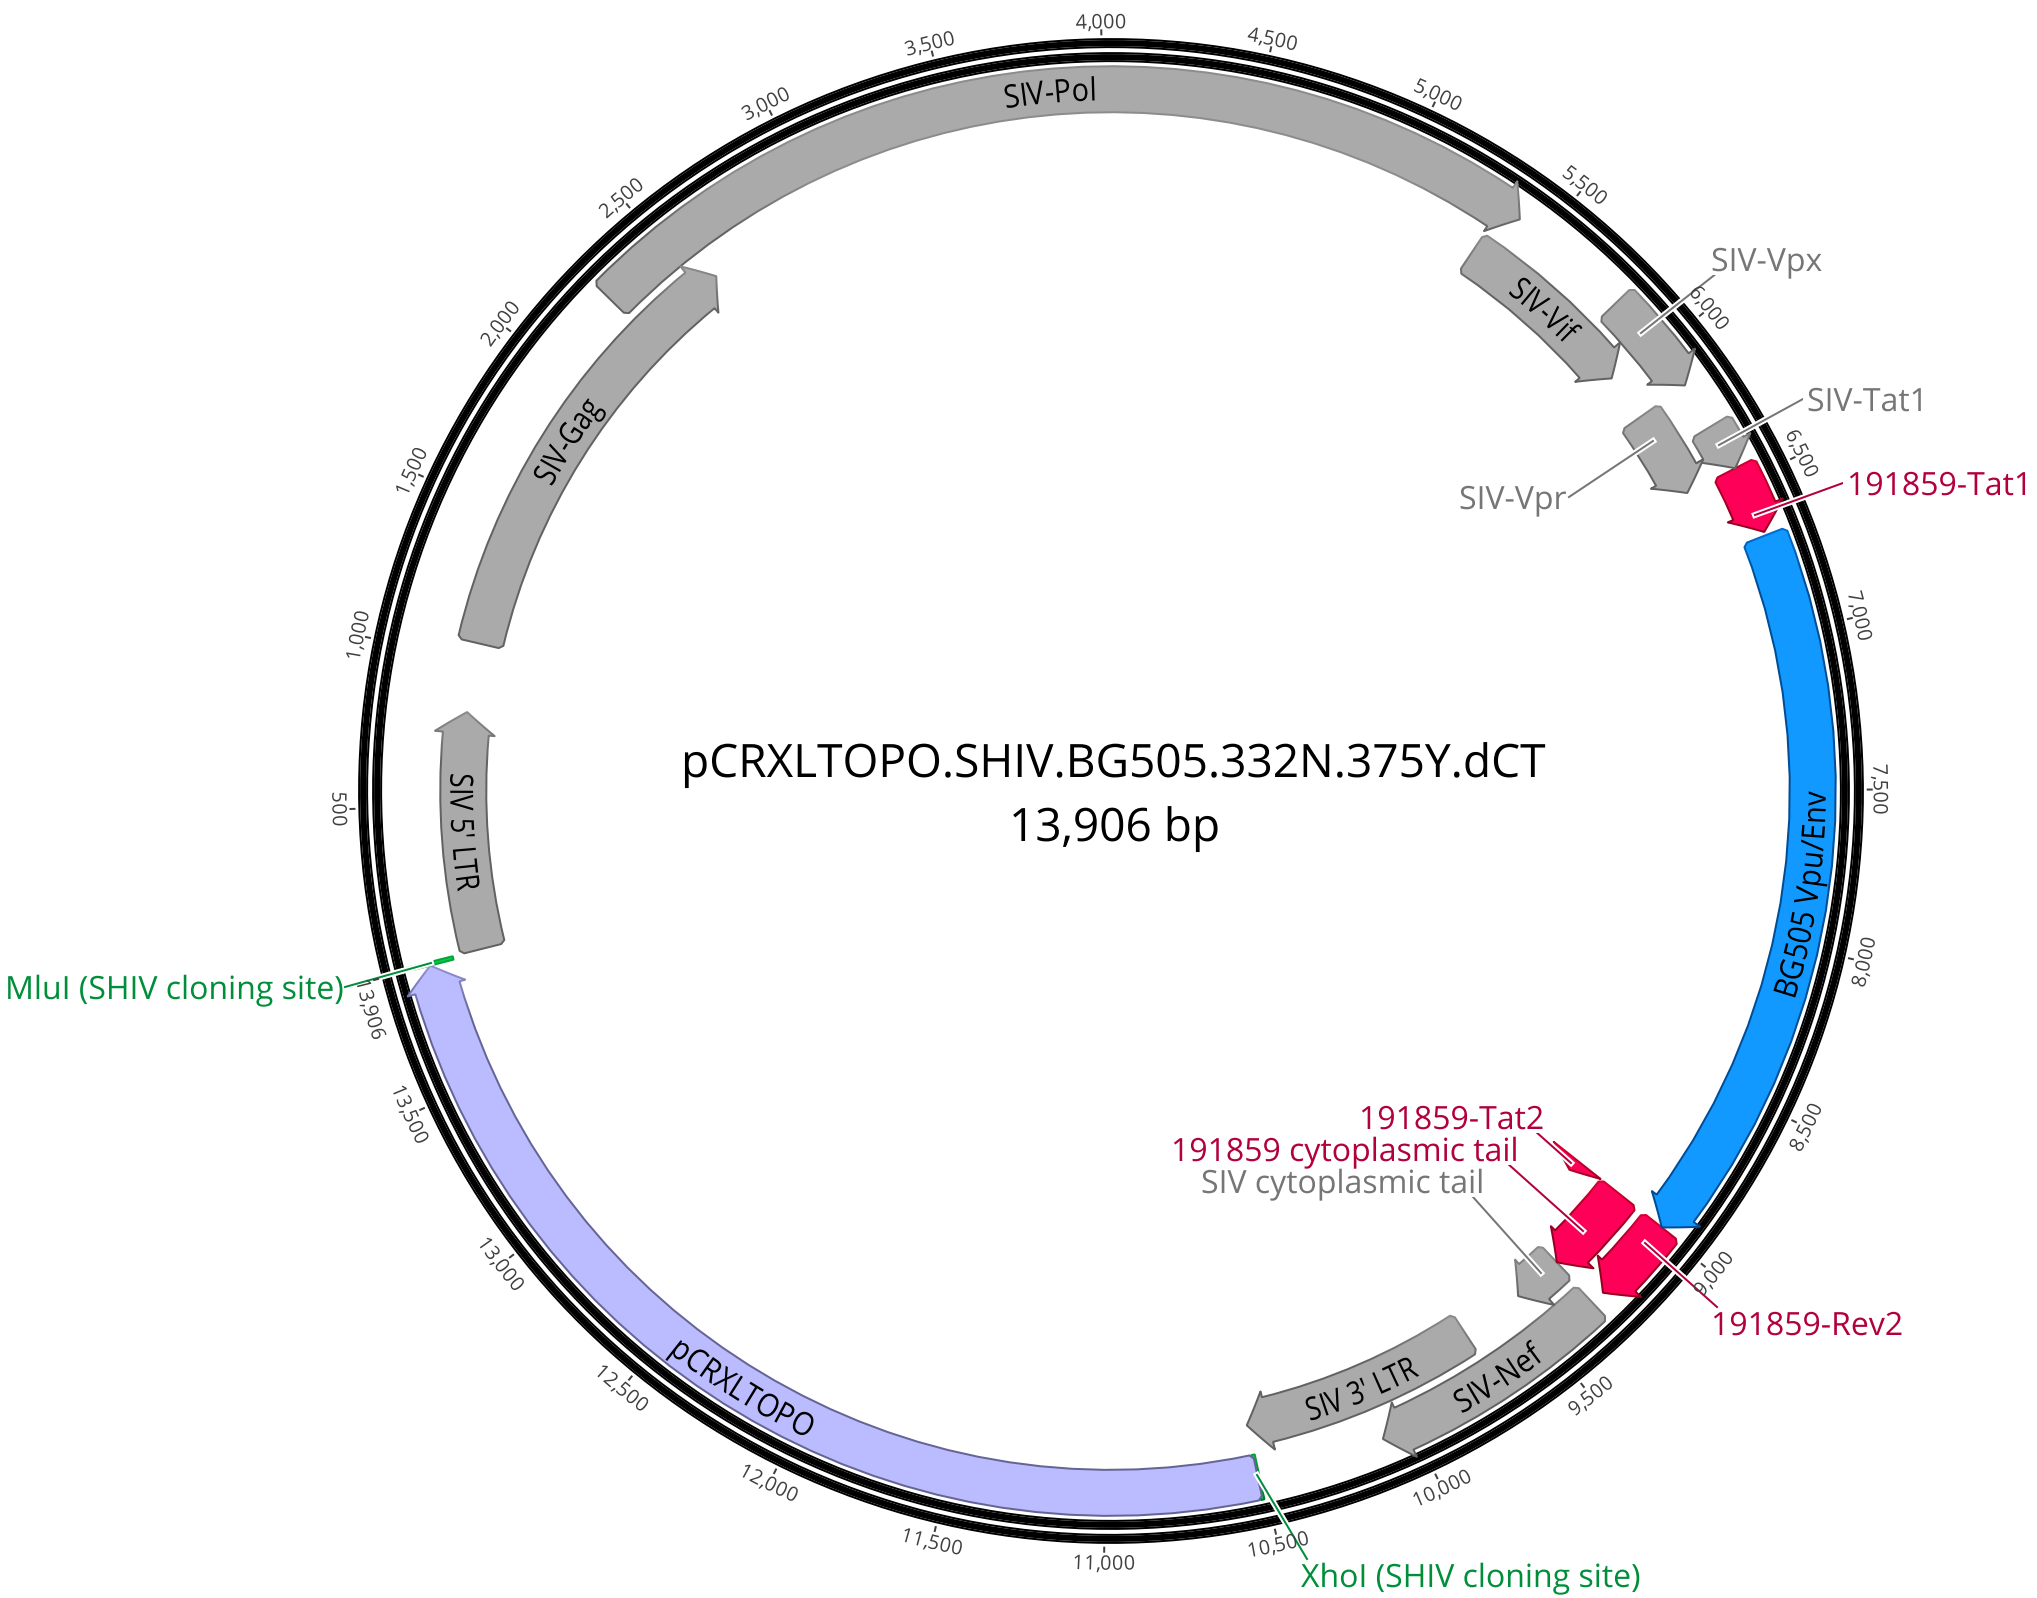 4,000
3,500
4,500
3,000
5,000
SIV-Pol
2,500
5,500
SIV-Vpx
2,000
6,000
SIV-Vif
SIV-Tat1
SIV-Gag
1,500
6,500
191859-Tat1
SIV-Vpr
1,000
7,000
pCRXLTOPO.SHIV.BG505.332N.375Y.dCT
13,906 bp
500
7,500
SIV 5' LTR
BG505 Vpu/Env
8,000
MluI (SHIV cloning site)
13,906
13,500
8,500
191859-Tat2
191859 cytoplasmic tail
SIV cytoplasmic tail
13,000
9,000
191859-Rev2
SIV-Nef
SIV 3' LTR
pCRXLTOPO
12,500
9,500
12,000
10,000
11,500
10,500
11,000
XhoI (SHIV cloning site)